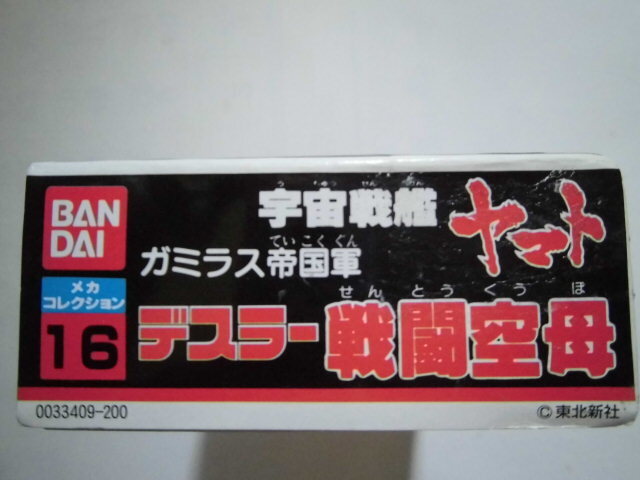 BAN
DAI
メカ
コレクション
16
宇宙戦艦
ヤマト
ていこくぐん
ガミラス帝国軍
せんとうくうぼ
デスラー戦闘空母
0033409-200
©東北新社